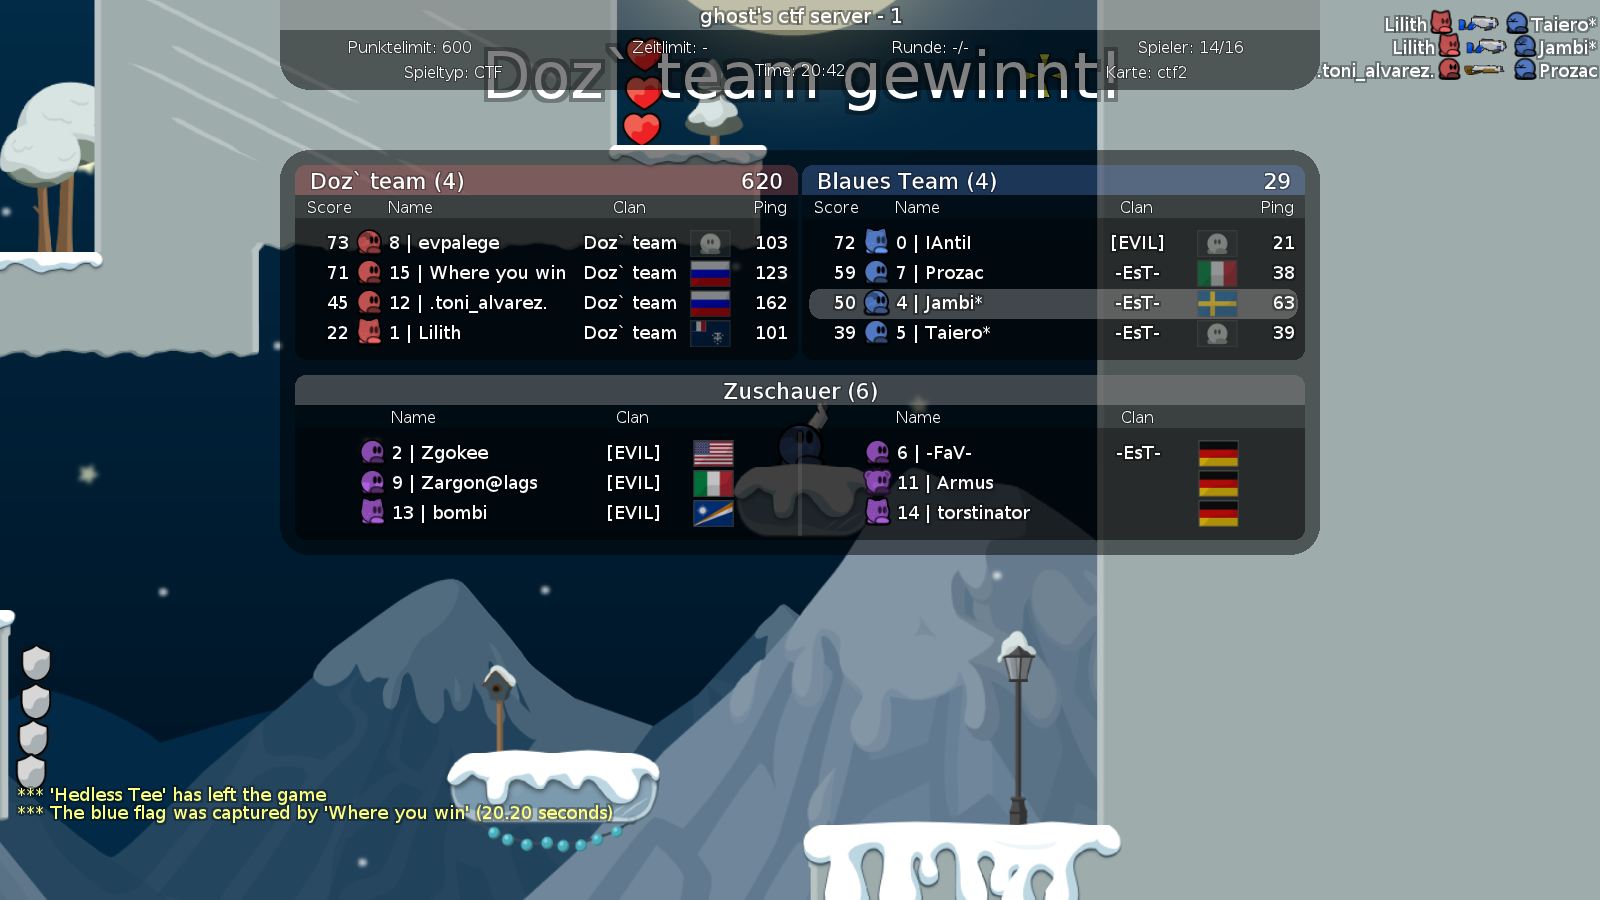 ghost's ctf server - 1
Punktelimit: 600 Zeitlimit: - Runde: -/- Spieler: 14/16
Spieltyp: CTF Time: 20:42 Karte: ctf2
Doz` team gewinnt!
Lilith Taiero*
Lilith Jambi*
.toni_alvarez. Prozac
Doz` team (4) 620
Score Name Clan Ping
73 8 | evpalege Doz` team 103
71 15 | Where you win Doz` team 123
45 12 | .toni_alvarez. Doz` team 162
22 1 | Lilith Doz` team 101
Blaues Team (4) 29
Score Name Clan Ping
72 0 | IAntiI [EVIL] 21
59 7 | Prozac -EsT- 38
50 4 | Jambi* -EsT- 63
39 5 | Taiero* -EsT- 39
Zuschauer (6)
Name Clan Name Clan
2 | Zgokee [EVIL] 6 | -FaV- -EsT-
9 | Zargon@lags [EVIL] 11 | Armus
13 | bombi [EVIL] 14 | torstinator
*** 'Hedless Tee' has left the game
*** The blue flag was captured by 'Where you win' (20.20 seconds)